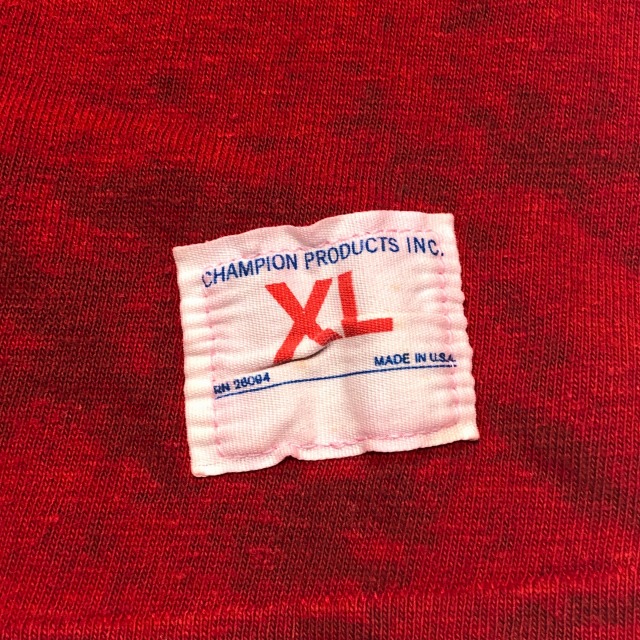 CHAMPION PRODUCTS INC.
XL
RN 26094 MADE IN U.S.A.